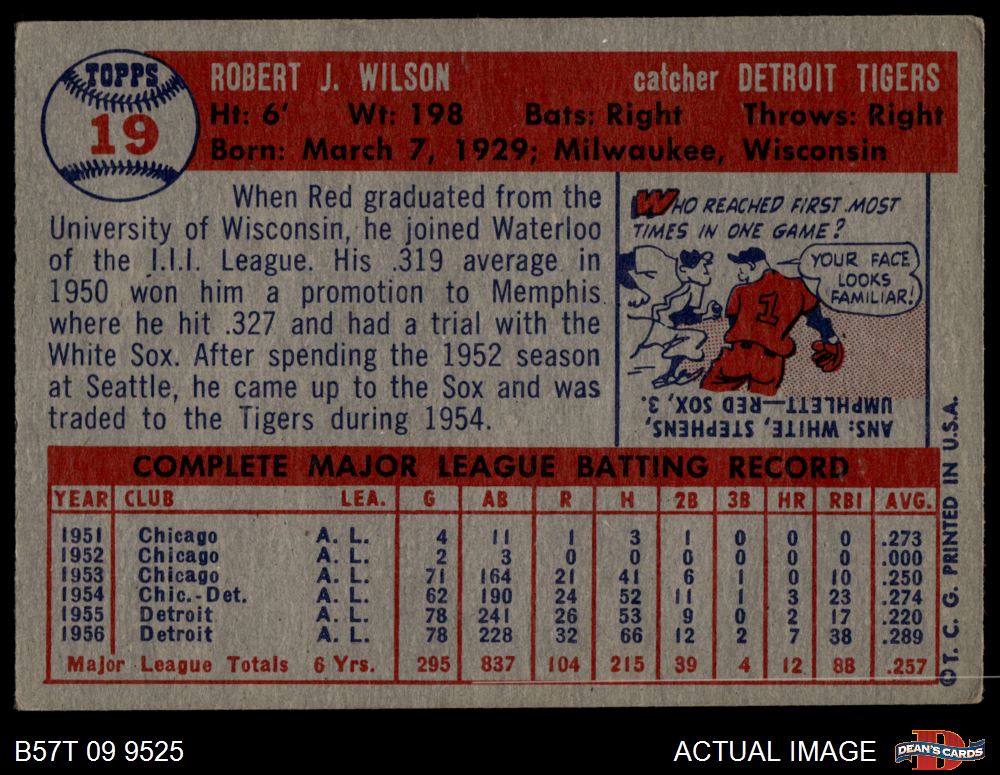 TOPPS
19
ROBERT J. WILSON catcher DETROIT TIGERS
Ht: 6' Wt: 198 Bats: Right Throws: Right
Born: March 7, 1929; Milwaukee, Wisconsin
When Red graduated from the
University of Wisconsin, he joined Waterloo
of the I.I.I. League. His .319 average in
1950 won him a promotion to Memphis
where he hit .327 and had a trial with the
White Sox. After spending the 1952 season
at Seattle, he came up to the Sox and was
traded to the Tigers during 1954.
WHO REACHED FIRST MOST
TIMES IN ONE GAME?
YOUR FACE
LOOKS
FAMILIAR!
1
ANS: WHITE, STEPHENS,
UMPHLETT—RED SOX, 3.
COMPLETE MAJOR LEAGUE BATTING RECORD
YEAR CLUB LEA. G AB R H 2B 3B HR RBI AVG.
1951 Chicago A. L. 4 11 1 3 1 0 0 0 .273
1952 Chicago A. L. 2 3 0 0 0 0 0 0 .000
1953 Chicago A. L. 71 164 21 41 6 1 0 10 .250
1954 Chic.-Det. A. L. 62 190 24 52 11 1 3 23 .274
1955 Detroit A. L. 78 241 26 53 9 0 2 17 .220
1956 Detroit A. L. 78 228 32 66 12 2 7 38 .289
Major League Totals 6 Yrs. 295 837 104 215 39 4 12 88 .257
© T. C. G. PRINTED IN U.S.A.
B57T 09 9525
ACTUAL IMAGE
D
DEAN'S CARDS